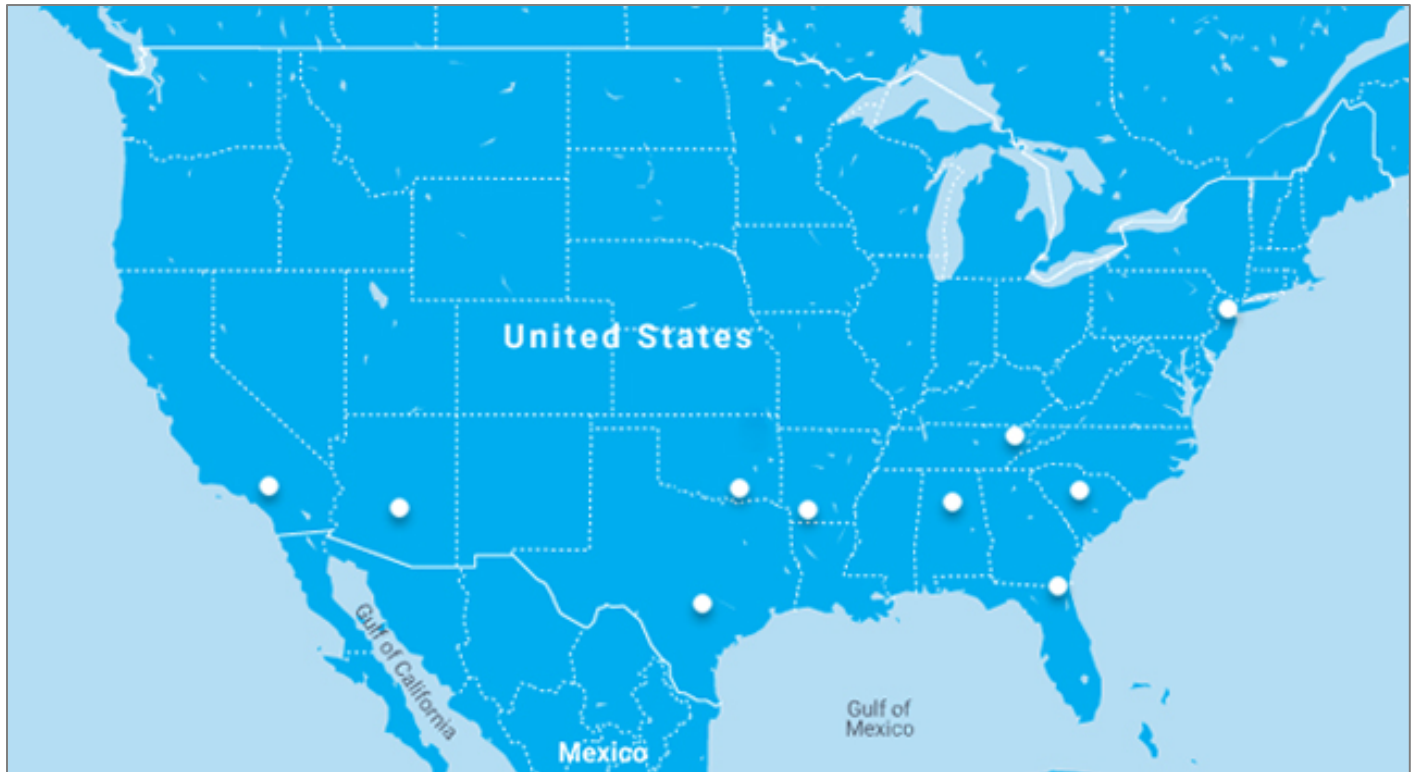 United States
Gulf of California
Gulf of
Mexico
Mexico